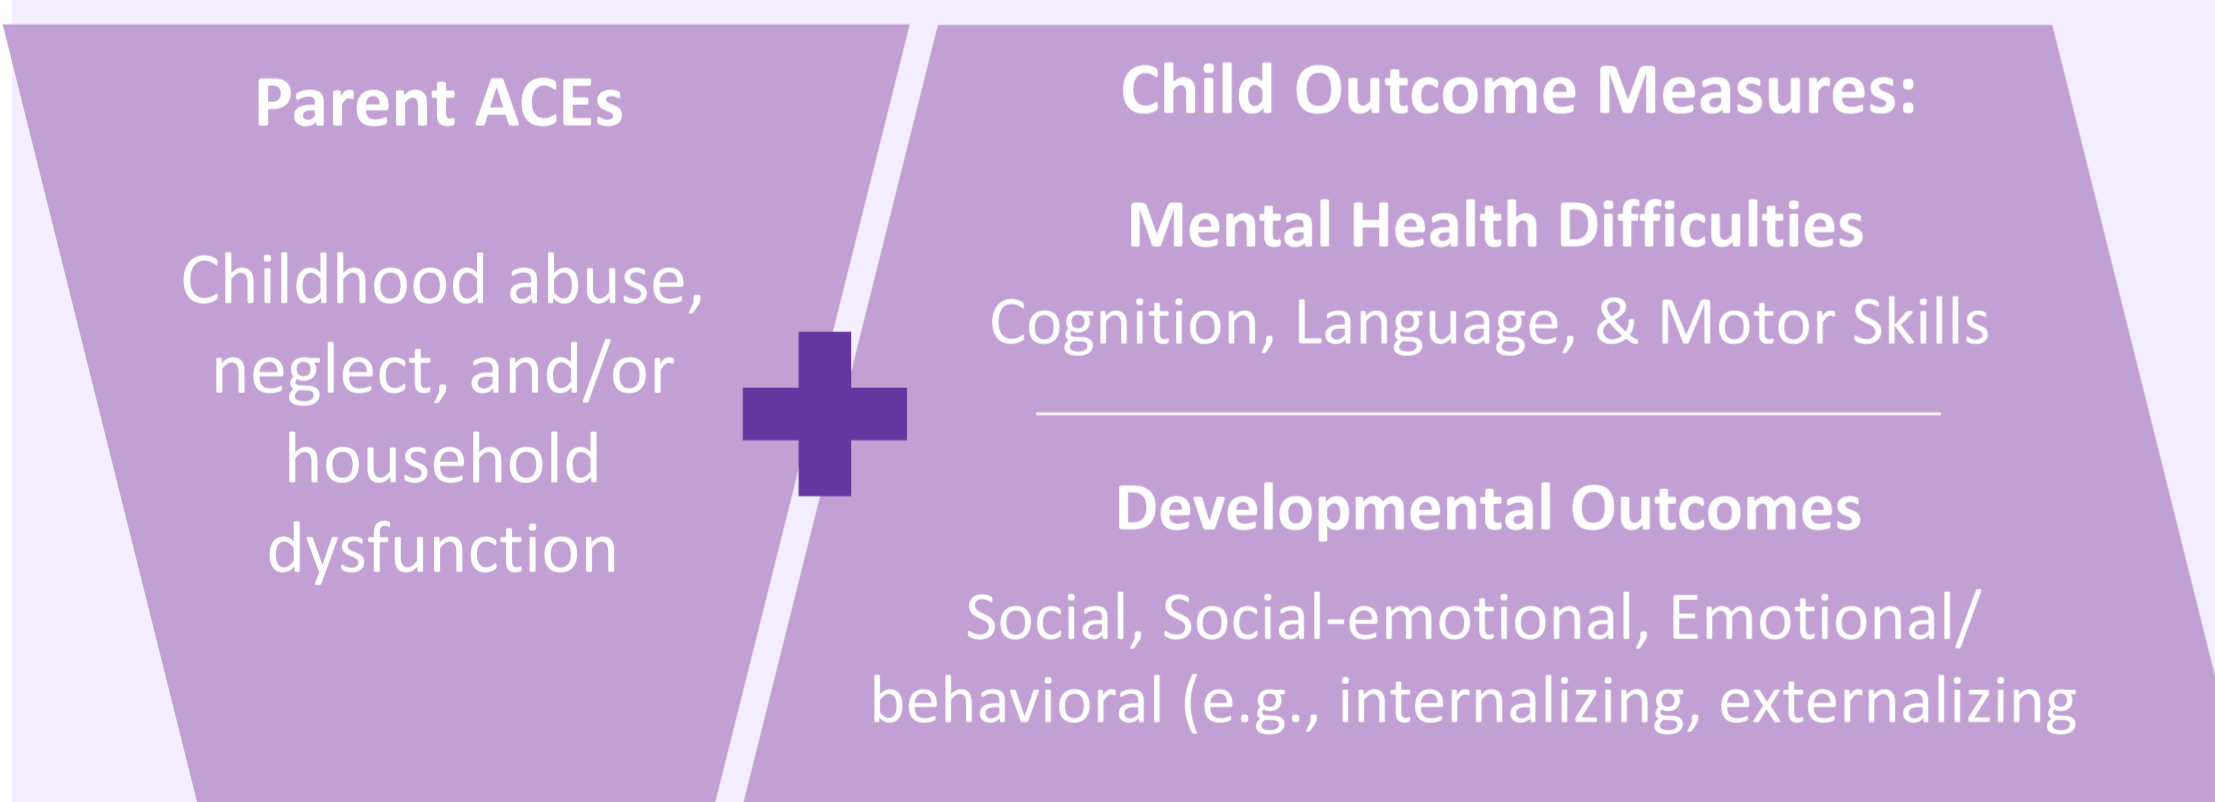 Parent ACEs
Childhood abuse,
neglect, and/or
household
dysfunction
Child Outcome Measures:
Mental Health Difficulties
Cognition, Language, & Motor Skills
Developmental Outcomes
Social, Social-emotional, Emotional/
behavioral (e.g., internalizing, externalizing